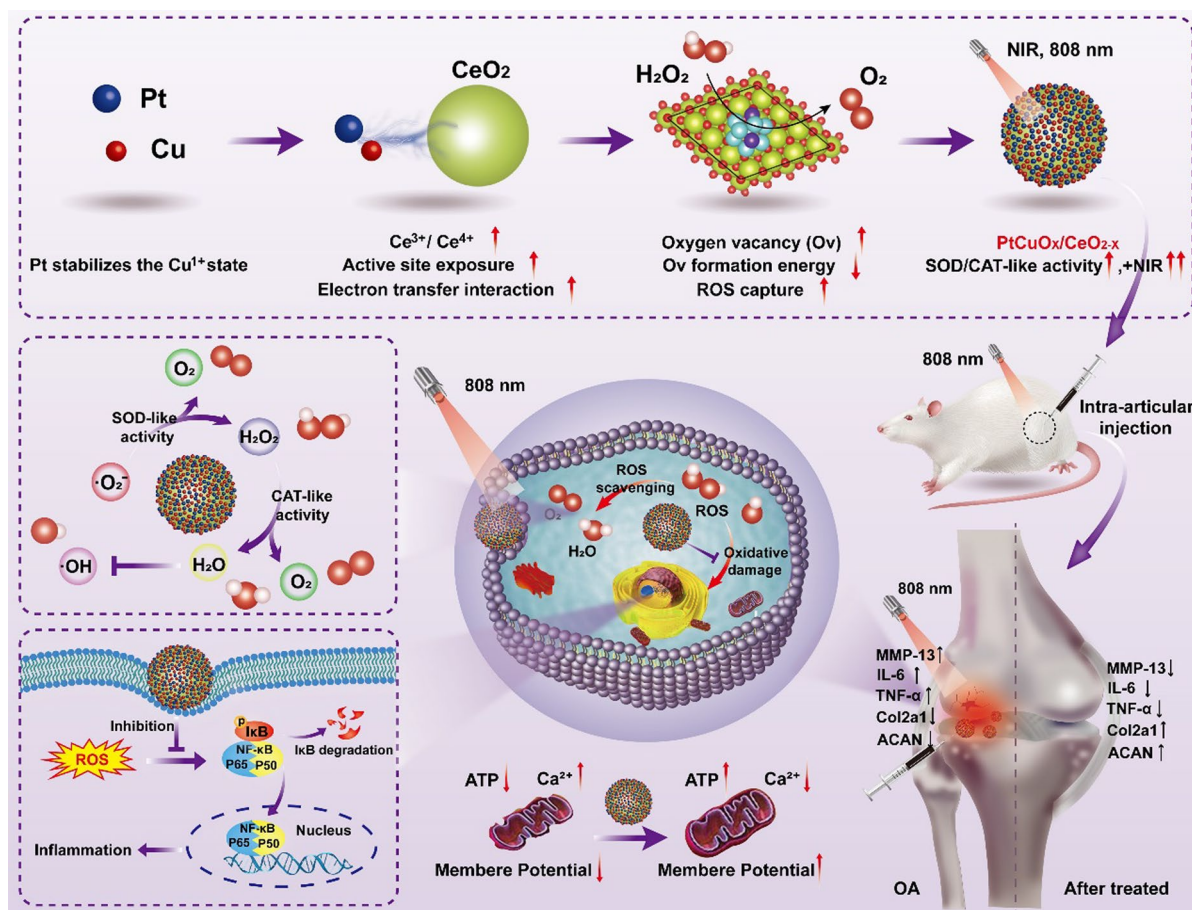 Pt
Cu
Pt stabilizes the Cu¹⁺state
CeO₂
Ce³⁺/ Ce⁴⁺ ↑
Active site exposure ↑
Electron transfer interaction ↑
H₂O₂
O₂
Oxygen vacancy (Ov) ↑
Ov formation energy ↓
ROS capture ↑
NIR, 808 nm
PtCuOₓ/CeO₂₋ₓ
SOD/CAT-like activity↑,+NIR↑↑
O₂
SOD-like
activity
H₂O₂
·O₂⁻
CAT-like
activity
·OH
H₂O
O₂
808 nm
ROS
scavenging
O₂
ROS
H₂O
Oxidative
damage
808 nm
Intra-articular
injection
Inhibition
ROS
P
IκB
NF-κB
P65
P50
IκB degradation
NF-κB
P65
P50
Nucleus
Inflammation
ATP↓
Ca²⁺↑
Membere Potential↓
ATP↑
Ca²⁺↓
Membere Potential↑
808 nm
MMP-13↑
IL-6 ↑
TNF-α↑
Col2a1↓
ACAN ↓
MMP-13↓
IL-6 ↓
TNF-α ↓
Col2a1↑
ACAN ↑
OA
After treated